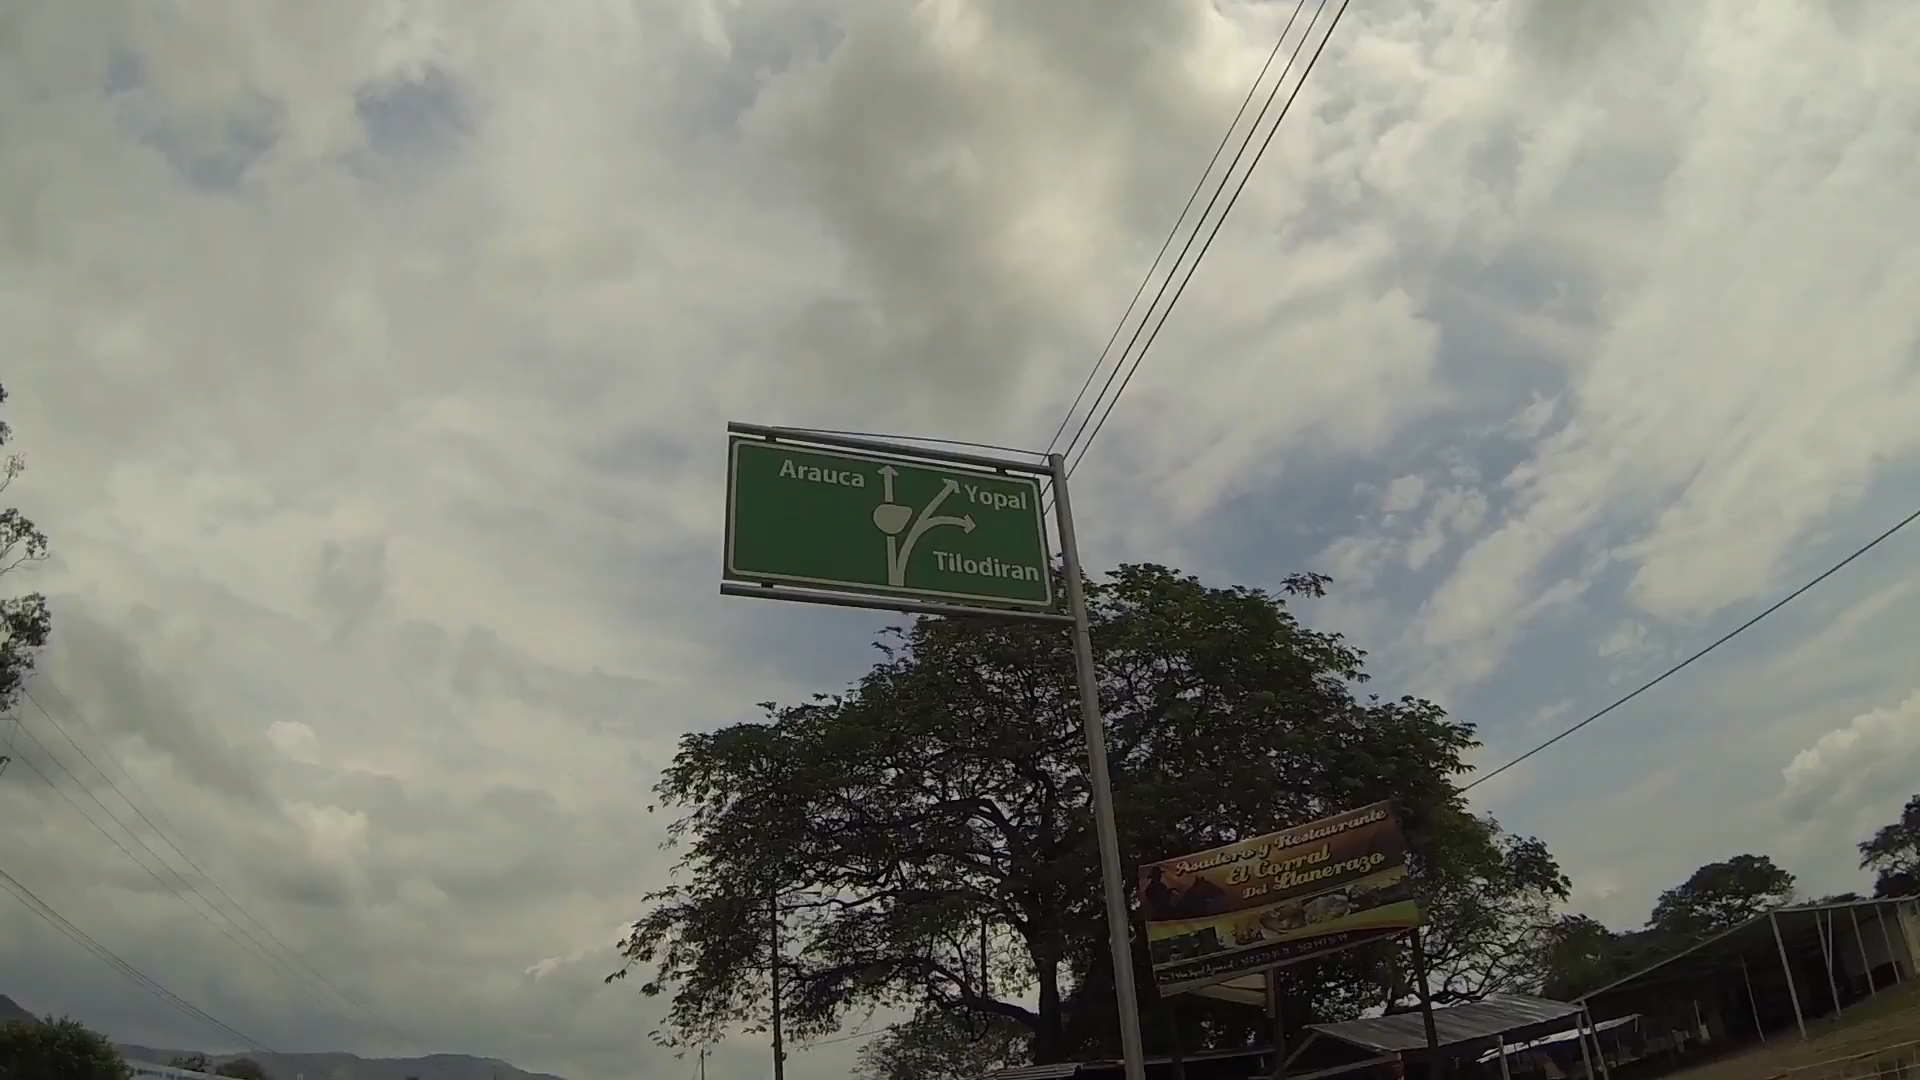 Arauca
Yopal
Tilodiran
Asadero y Restaurante
El Corral
Del Llanerazo